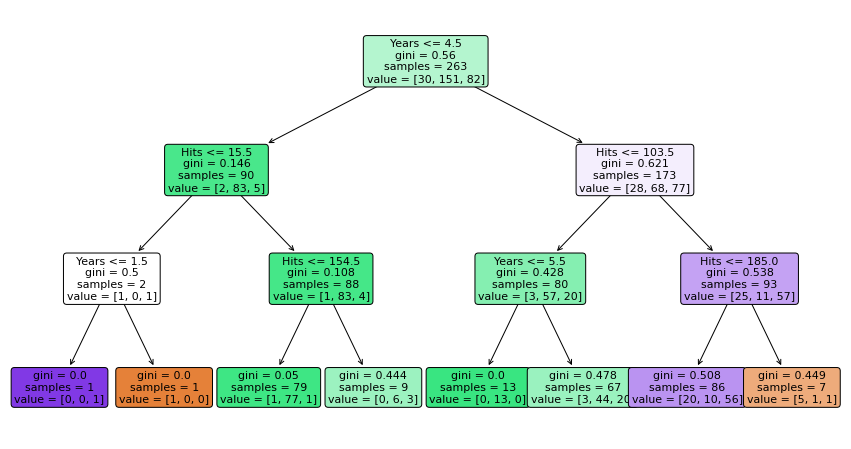 Years <= 4.5
gini = 0.56
samples = 263
value = [30, 151, 82]
Hits <= 15.5
gini = 0.146
samples = 90
value = [2, 83, 5]
Hits <= 103.5
gini = 0.621
samples = 173
value = [28, 68, 77]
Years <= 1.5
gini = 0.5
samples = 2
value = [1, 0, 1]
Hits <= 154.5
gini = 0.108
samples = 88
value = [1, 83, 4]
Years <= 5.5
gini = 0.428
samples = 80
value = [3, 57, 20]
Hits <= 185.0
gini = 0.538
samples = 93
value = [25, 11, 57]
gini = 0.0
samples = 1
value = [0, 0, 1]
gini = 0.0
samples = 1
value = [1, 0, 0]
gini = 0.05
samples = 79
value = [1, 77, 1]
gini = 0.444
samples = 9
value = [0, 6, 3]
gini = 0.0
samples = 13
value = [0, 13, 0]
gini = 0.478
samples = 67
value = [3, 44, 20
gini = 0.508
samples = 86
value = [20, 10, 56]
gini = 0.449
samples = 7
value = [5, 1, 1]